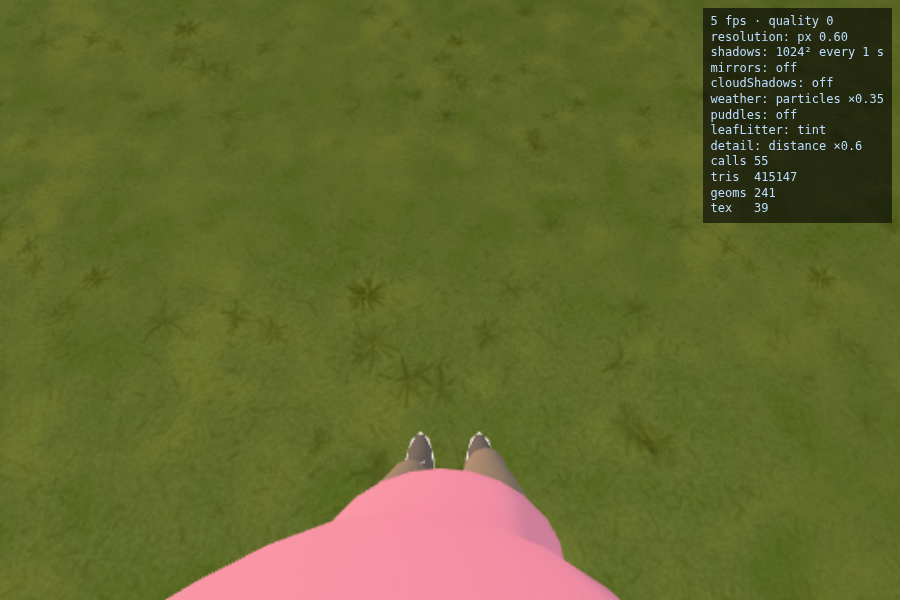 5 fps · quality 0
resolution: px 0.60
shadows: 1024² every 1 s
mirrors: off
cloudShadows: off
weather: particles ×0.35
puddles: off
leafLitter: tint
detail: distance ×0.6
calls 55
tris 415147
geoms 241
tex 39